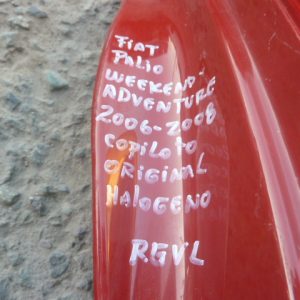 FIAT
PALIO
WEEKEND-
ADVENTURE
2006-2008
COPILOTO
ORIGINAL
HALOGENO
RGVL